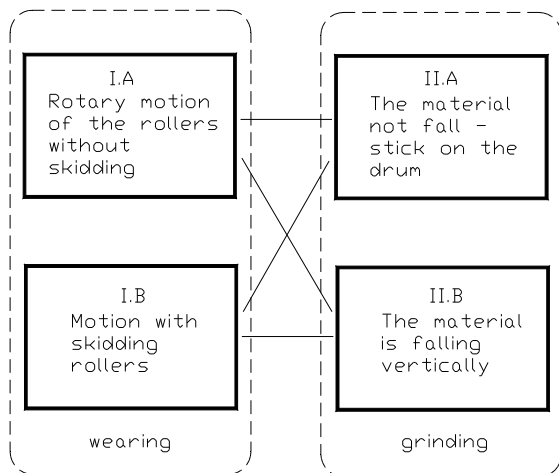 I.A
Rotary motion
of the rollers
without
skidding
II.A
The material
not fall -
stick on the
drum
I.B
Motion with
skidding
rollers
II.B
The material
is falling
vertically
wearing
grinding